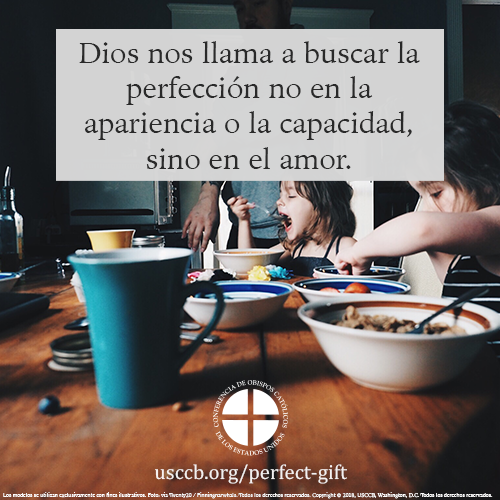 Dios nos llama a buscar la
perfección no en la
apariencia o la capacidad,
sino en el amor.
CONFERENCIA DE OBISPOS CATÓLICOS
DE LOS ESTADOS UNIDOS
usccb.org/perfect-gift
Los modelos se utilizan exclusivamente con fines ilustrativos. Foto: vía Twenty20 / Finningranwhale. Todos los derechos reservados. Copyright © 2018, USCCB, Washington, D.C. Todos los derechos reservados.